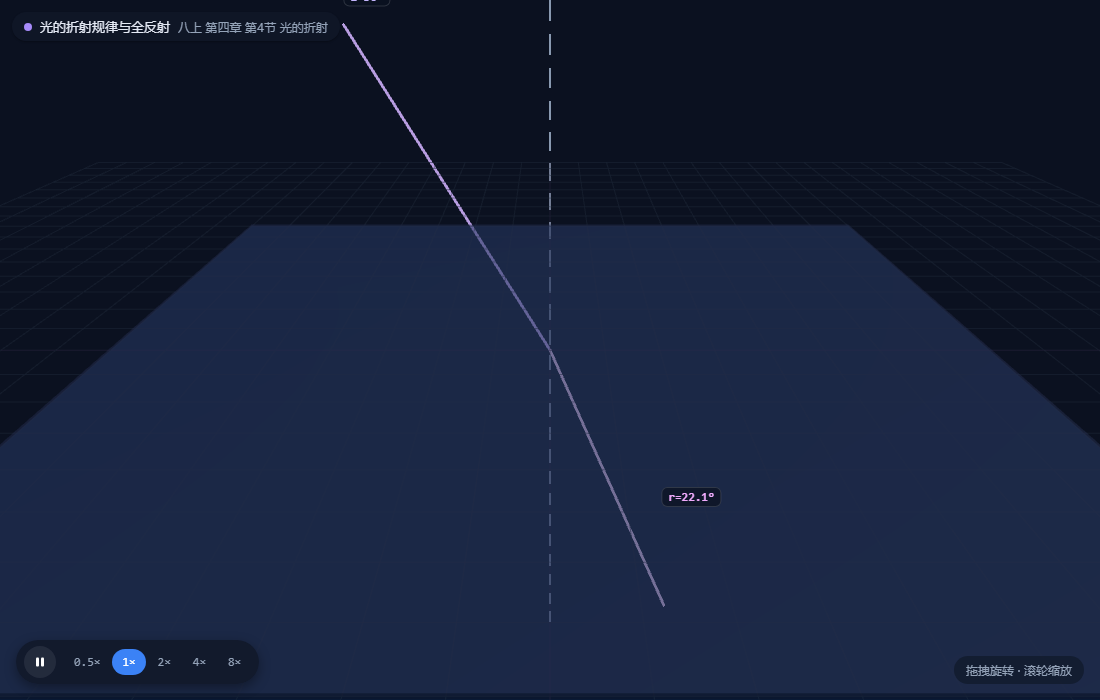 光的折射规律与全反射 八上 第四章 第4节 光的折射
r=22.1°
0.5× 1× 2× 4× 8×
拖拽旋转 · 滚轮缩放